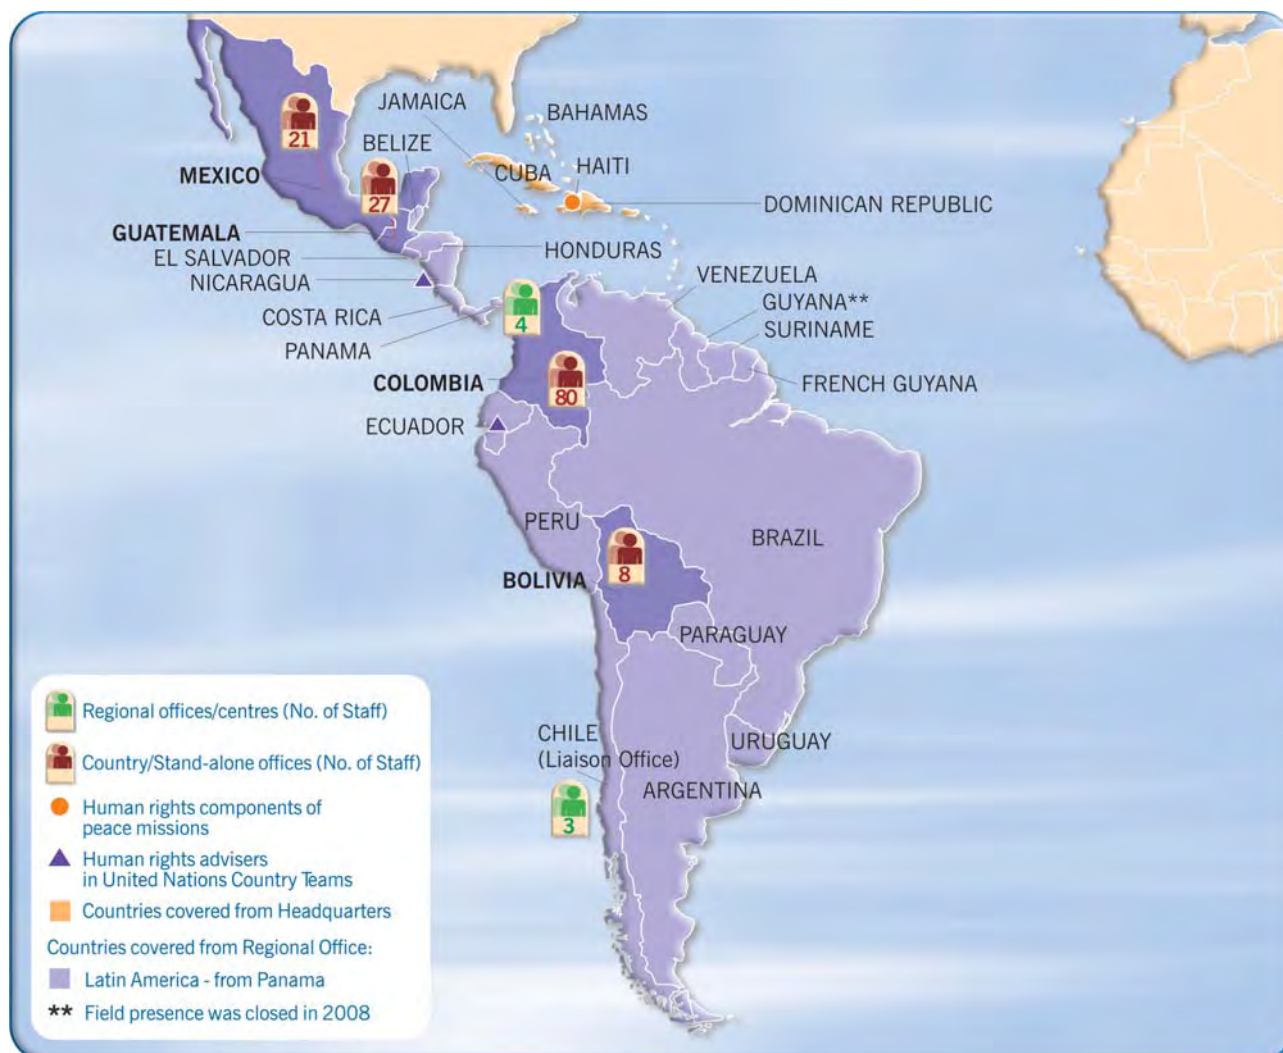 JAMAICA
BAHAMAS
21
BELIZE
MEXICO
27
CUBA
HAITI
DOMINICAN REPUBLIC
GUATEMALA
EL SALVADOR
HONDURAS
NICARAGUA
VENEZUELA
GUYANA**
COSTA RICA
4
SURINAME
PANAMA
COLOMBIA
80
FRENCH GUYANA
ECUADOR
PERU
BRAZIL
8
BOLIVIA
PARAGUAY
CHILE
(Liaison Office)
URUGUAY
ARGENTINA
3
Regional offices/centres (No. of Staff)
Country/Stand-alone offices (No. of Staff)
Human rights components of
peace missions
Human rights advisers
in United Nations Country Teams
Countries covered from Headquarters
Countries covered from Regional Office:
Latin America - from Panama
** Field presence was closed in 2008